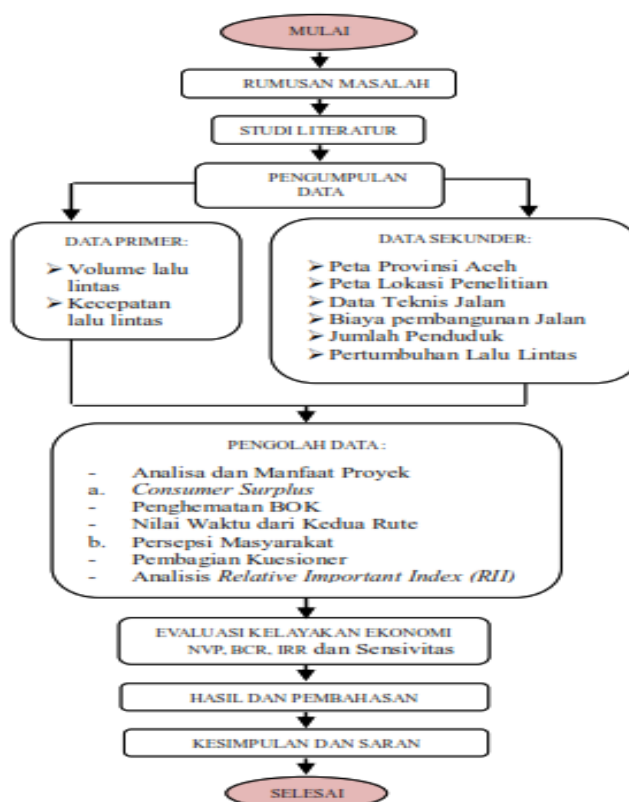 MULAI
RUMUSAN MASALAH
STUDI LITERATUR
PENGUMPULAN
DATA
DATA PRIMER:
➢ Volume lalu
lintas
➢ Kecepatan
lalu lintas
DATA SEKUNDER:
➢ Peta Provinsi Aceh
➢ Peta Lokasi Penelitian
➢ Data Teknis Jalan
➢ Biaya pembangunan Jalan
➢ Jumlah Penduduk
➢ Pertumbuhan Lalu Lintas
PENGOLAH DATA :
- Analisa dan Manfaat Proyek
a. Consumer Surplus
- Penghematan BOK
- Nilai Waktu dari Kedua Rute
b. Persepsi Masyarakat
- Pembagian Kuesioner
- Analisis Relative Important Index (RII)
EVALUASI KELAYAKAN EKONOMI
NVP, BCR, IRR dan Sensivitas
HASIL DAN PEMBAHASAN
KESIMPULAN DAN SARAN
SELESAI